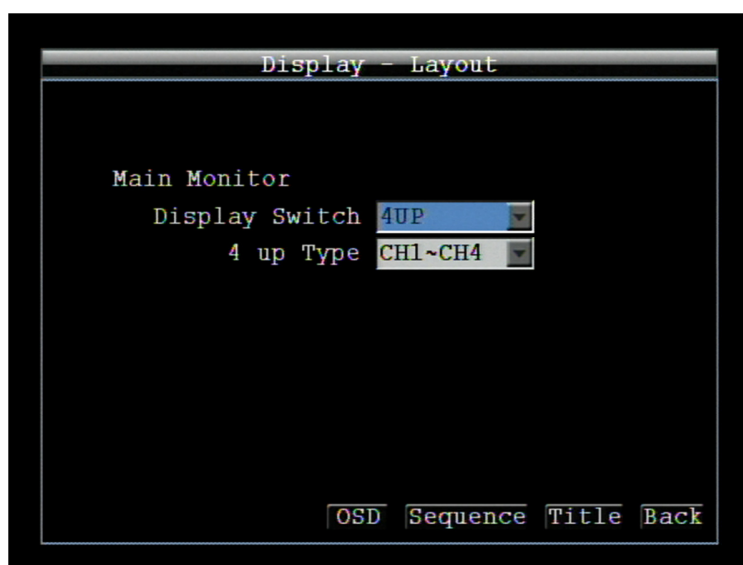 Display - Layout
Main Monitor
Display Switch 4UP
4 up Type CH1~CH4
OSD Sequence Title Back